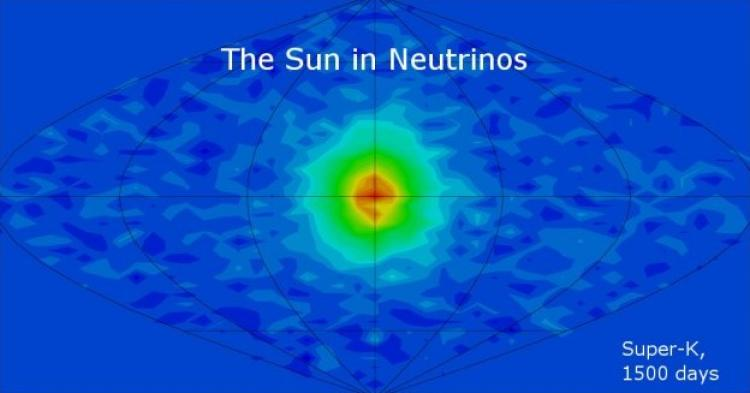 The Sun in Neutrinos
Super-K,
1500 days